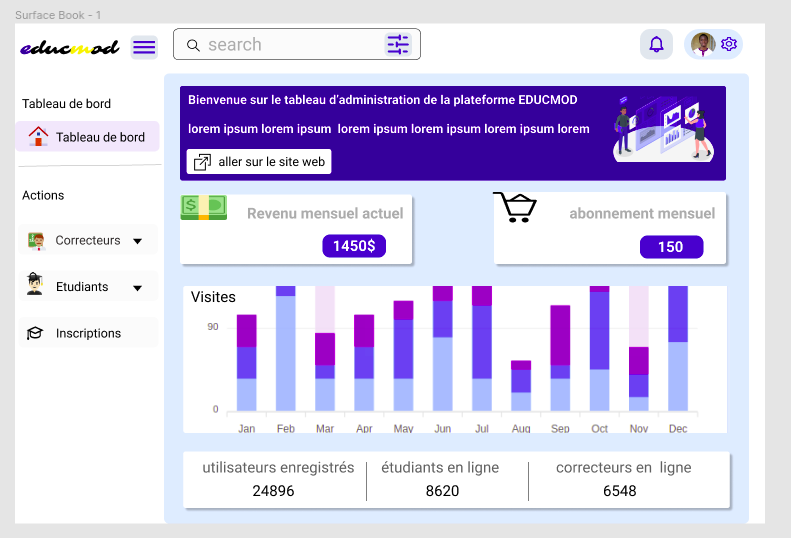 Surface Book - 1
educmod
search
Tableau de bord
Tableau de bord
Actions
Correcteurs
Etudiants
Inscriptions
Bienvenue sur le tableau d'administration de la plateforme EDUCMOD
lorem ipsum lorem ipsum lorem ipsum lorem ipsum lorem ipsum lorem
aller sur le site web
Revenu mensuel actuel
1450$
abonnement mensuel
150
Visites
90
0
Jan Feb Mar Apr May Jun Jul Aug Sep Oct Nov Dec
utilisateurs enregistrés
24896
étudiants en ligne
8620
correcteurs en ligne
6548